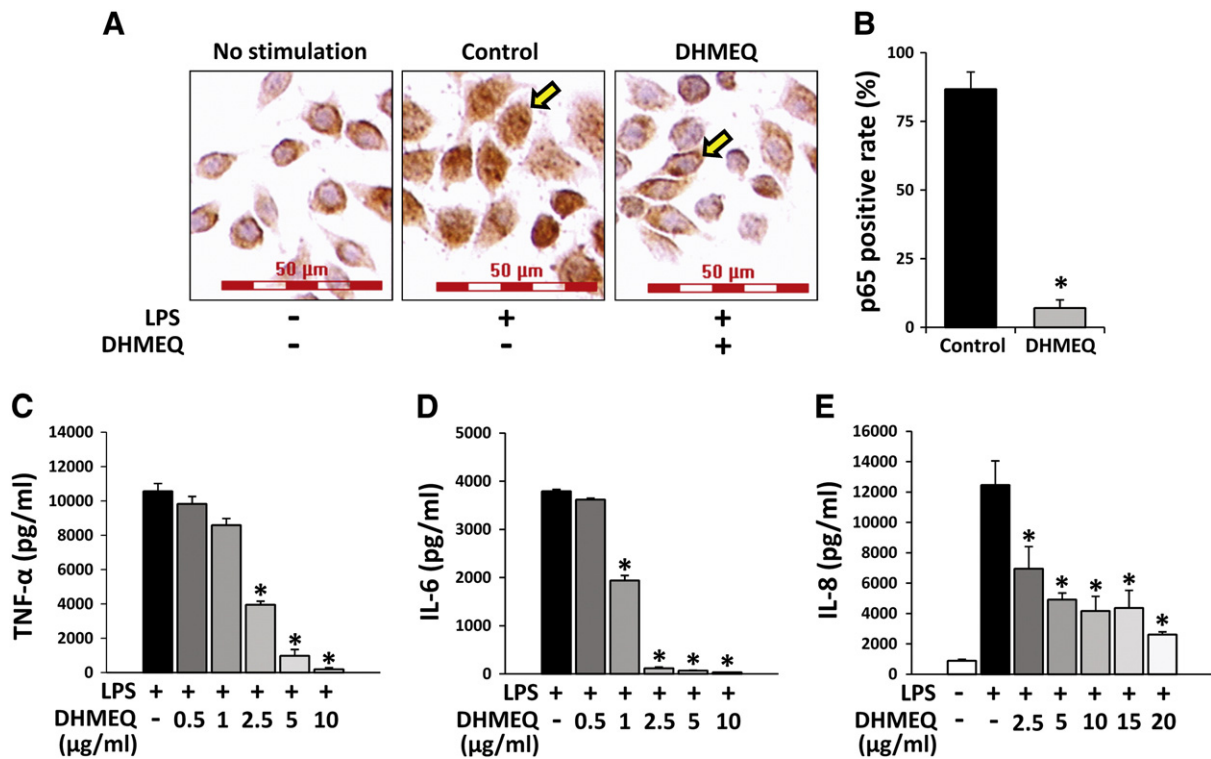 A
No stimulation Control DHMEQ
50 μm 50 μm 50 μm
LPS - + +
DHMEQ - - +
B
p65 positive rate (%)
100
75
50
25
0
Control DHMEQ
*
C
TNF-α (pg/ml)
14000
12000
10000
8000
6000
4000
2000
0
* * *
LPS + + + + + +
DHMEQ - 0.5 1 2.5 5 10
(μg/ml)
D
IL-6 (pg/ml)
5000
4000
3000
2000
1000
0
* * * *
LPS + + + + + +
DHMEQ - 0.5 1 2.5 5 10
(μg/ml)
E
IL-8 (pg/ml)
16000
14000
12000
10000
8000
6000
4000
2000
0
* * * * *
LPS - + + + + + +
DHMEQ - - 2.5 5 10 15 20
(μg/ml)